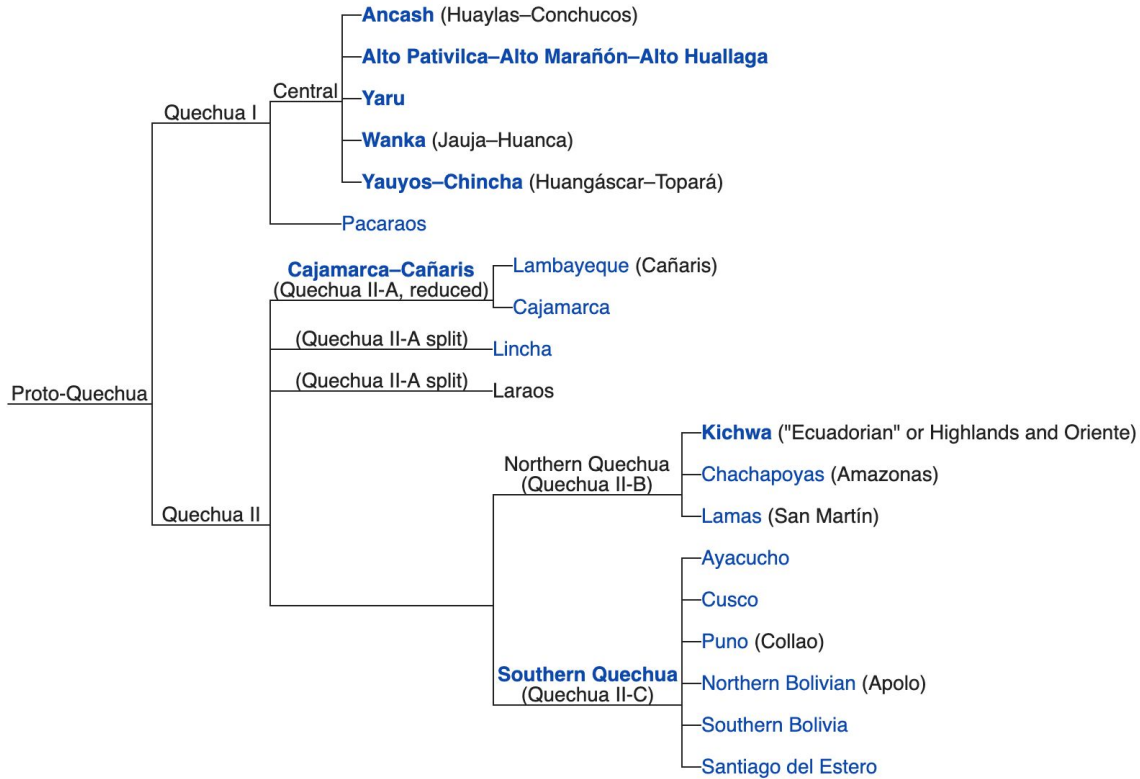 Ancash (Huaylas–Conchucos)
Alto Pativilca–Alto Marañón–Alto Huallaga
Central
Yaru
Quechua I
Wanka (Jauja–Huanca)
Yauyos–Chincha (Huangáscar–Topará)
Pacaraos
Cajamarca–Cañaris
(Quechua II-A, reduced)
Lambayeque (Cañaris)
Cajamarca
(Quechua II-A split)
Lincha
(Quechua II-A split)
Laraos
Proto-Quechua
Kichwa ("Ecuadorian" or Highlands and Oriente)
Northern Quechua
(Quechua II-B)
Chachapoyas (Amazonas)
Lamas (San Martín)
Quechua II
Ayacucho
Cusco
Puno (Collao)
Southern Quechua
(Quechua II-C)
Northern Bolivian (Apolo)
Southern Bolivia
Santiago del Estero